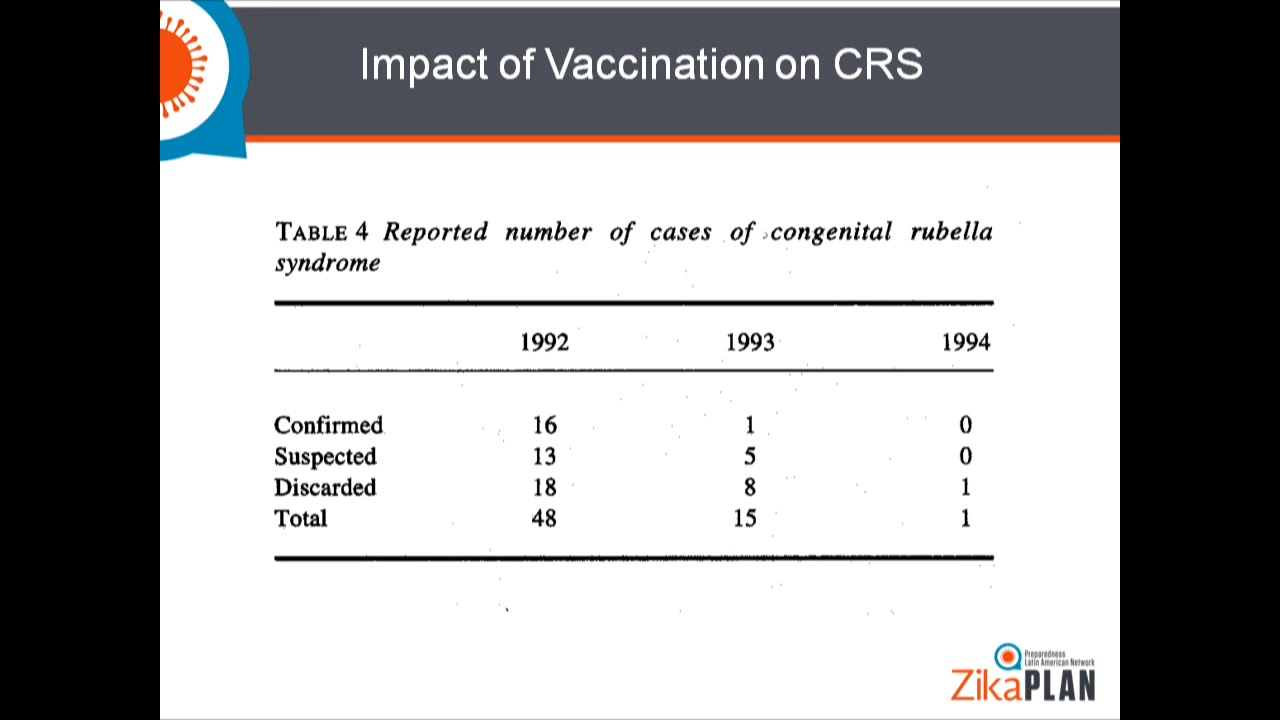 Impact of Vaccination on CRS
TABLE 4 Reported number of cases of congenital rubella
syndrome
1992 1993 1994
Confirmed 16 1 0
Suspected 13 5 0
Discarded 18 8 1
Total 48 15 1
Preparedness
Latin American Network
ZikaPLAN